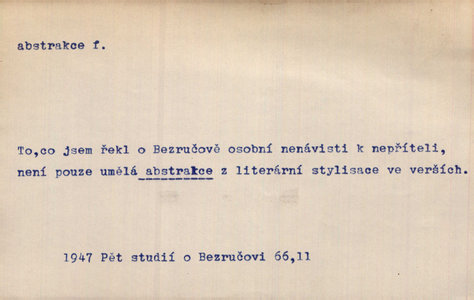 abstrakce f.
To,co jsem řekl o Bezručově osobní nenávisti k nepříteli,
není pouze umělá abstrakce z literární stylisace ve verších.
1947 Pět studií o Bezručovi 66,11